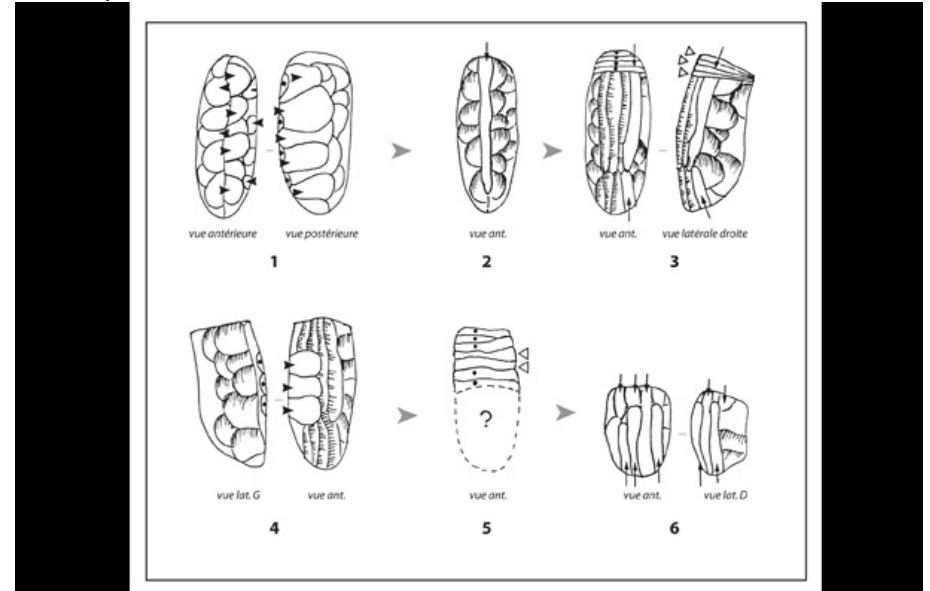 vue antérieure vue postérieure
1
vue ant.
2
vue ant. vue latérale droite
3
vue lat. G vue ant.
4
?
vue ant.
5
vue ant. vue lat. D
6